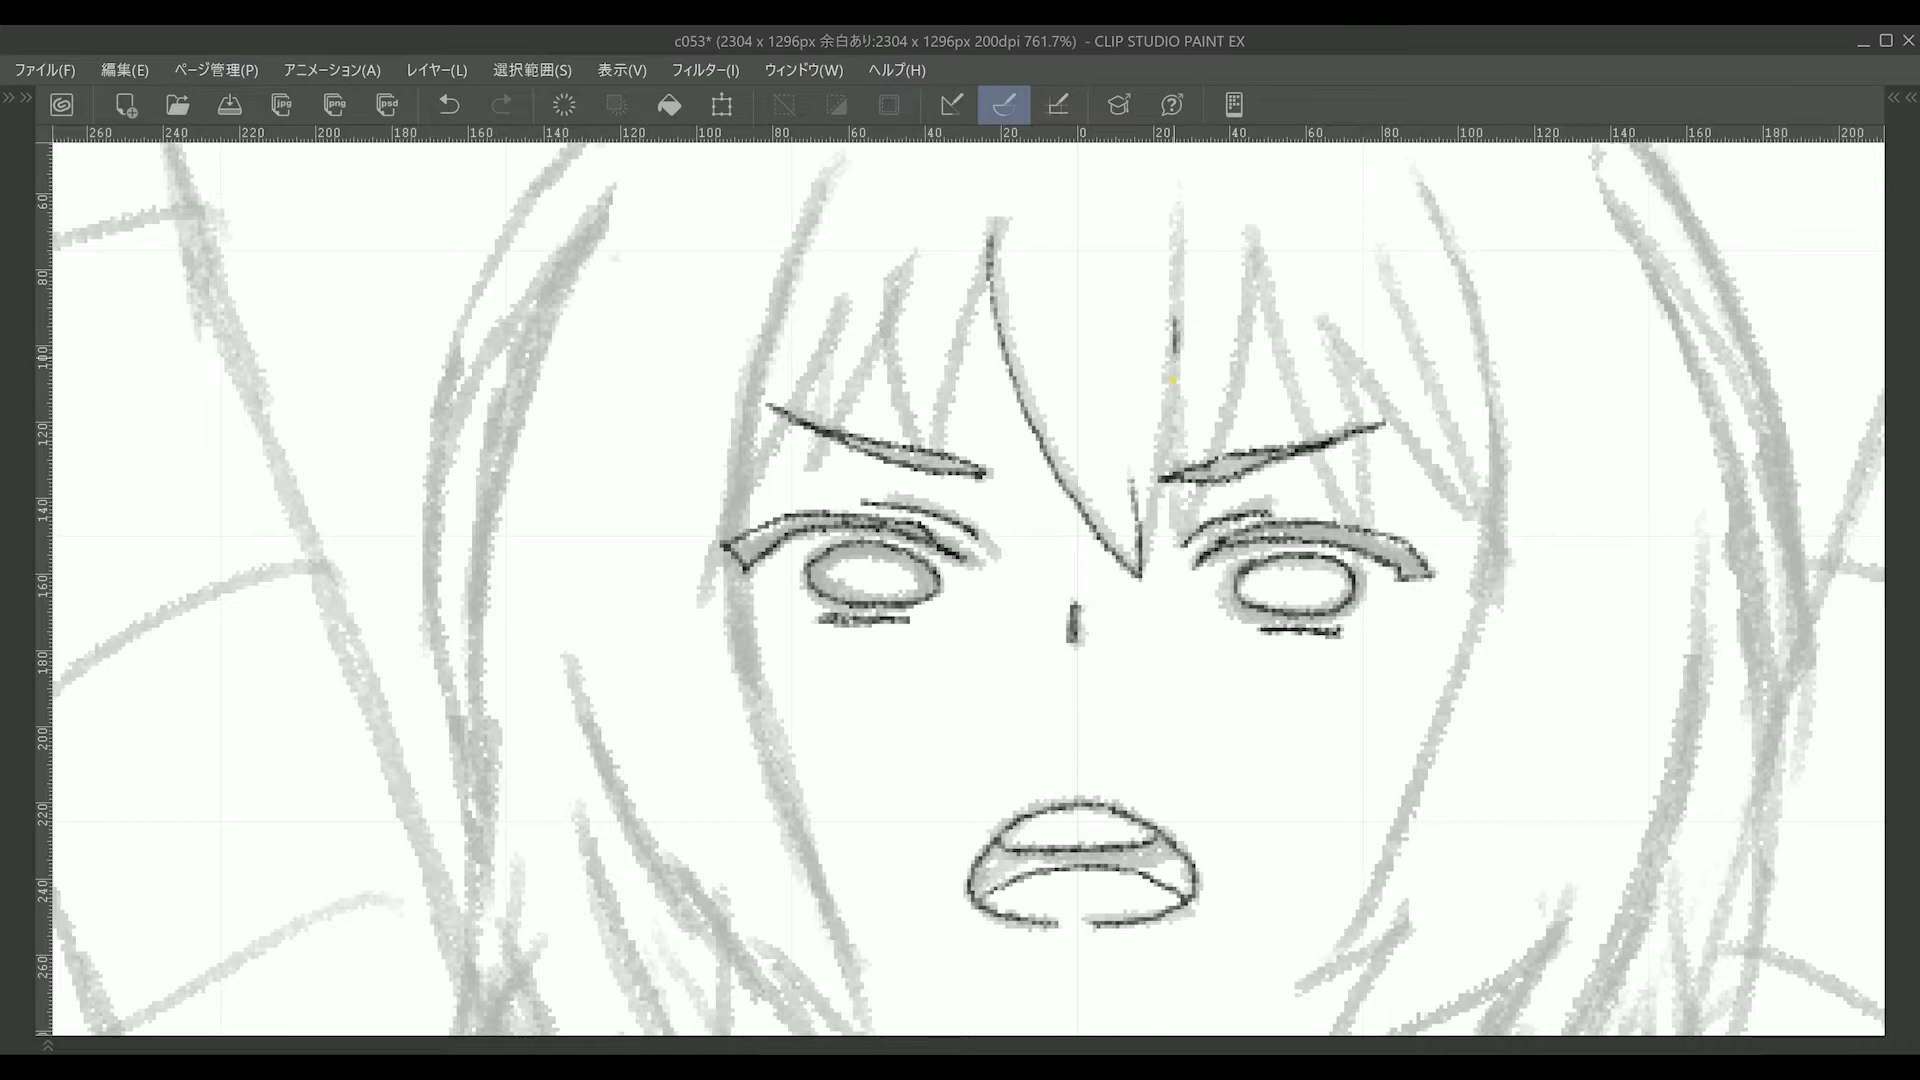 c053* (2304 x 1296px 余白あり:2304 x 1296px 200dpi 761.7%) - CLIP STUDIO PAINT EX
ファイル(F) 編集(E) ページ管理(P) アニメーション(A) レイヤー(L) 選択範囲(S) 表示(V) フィルター(I) ウィンドウ(W) ヘルプ(H)
jpg png psd
260 240 220 200 180 160 140 120 100 80 60 40 20 0 20 40 60 80 100 120 140 160 180 200
60
80
100
120
140
160
180
200
220
240
260